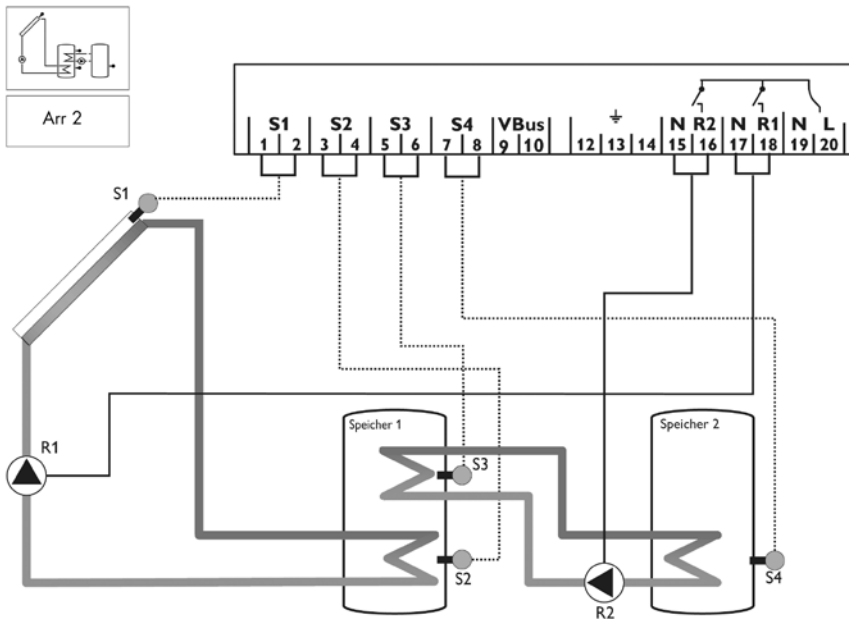 Arr 2
S1 S2 S3 S4 VBus N R2 N R1 N L
1 2 3 4 5 6 7 8 9 10 12 13 14 15 16 17 18 19 20
S1
R1
Speicher 1
S3
S2
Speicher 2
S4
R2